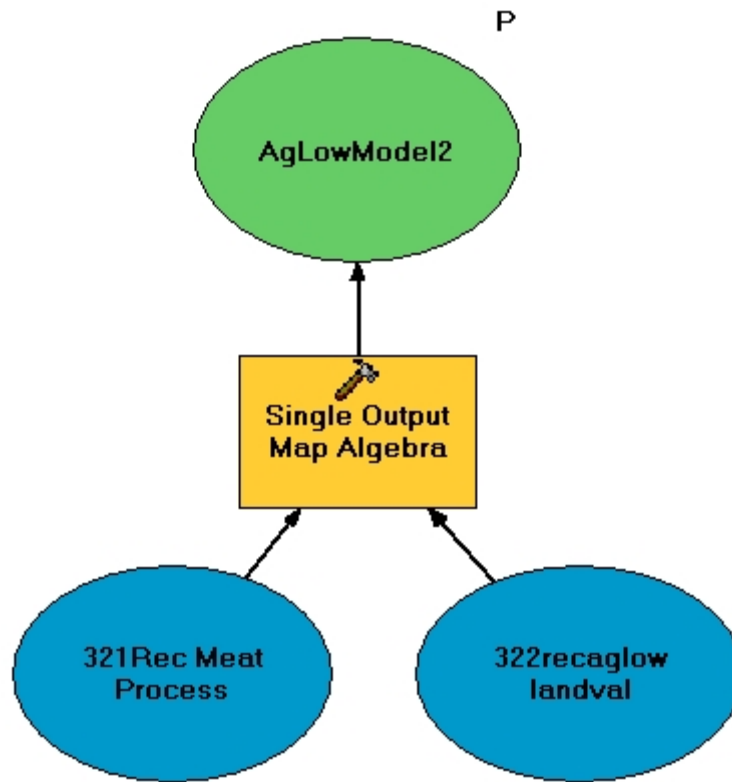 P
AgLowModel2
Single Output
Map Algebra
321Rec Meat
Process
322recaglow
landval